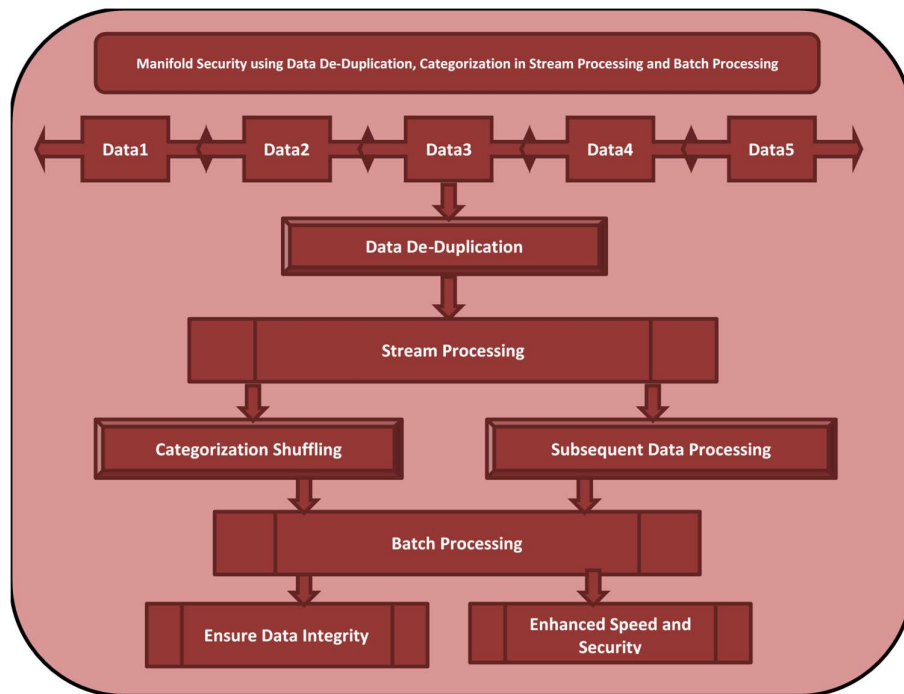 Manifold Security using Data De-Duplication, Categorization in Stream Processing and Batch Processing
Data1 Data2 Data3 Data4 Data5
Data De-Duplication
Stream Processing
Categorization Shuffling Subsequent Data Processing
Batch Processing
Ensure Data Integrity
Enhanced Speed and
Security